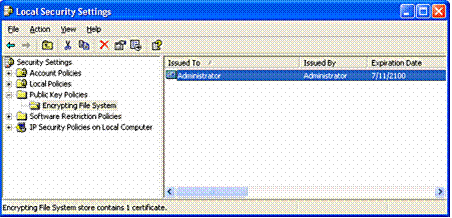 Local Security Settings
File Action View Help
Security Settings
Account Policies
Local Policies
Public Key Policies
Encrypting File System
Software Restriction Policies
IP Security Policies on Local Computer
Issued To Issued By Expiration Date
Administrator Administrator 7/11/2100
Encrypting File System store contains 1 certificate.